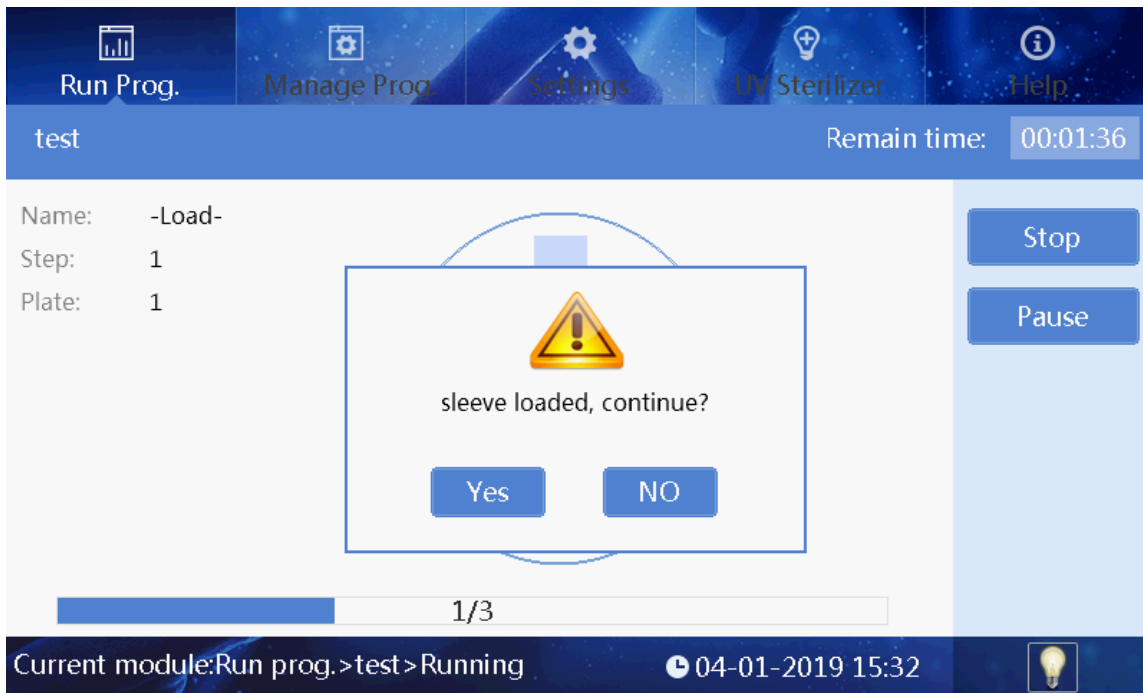 Run Prog.
Manage Prog.
Settings
UV Sterilizer
Help
test
Remain time: 00:01:36
Name: -Load-
Step: 1
Plate: 1
Stop
Pause
sleeve loaded, continue?
Yes
NO
1/3
Current module:Run prog.>test>Running
04-01-2019 15:32